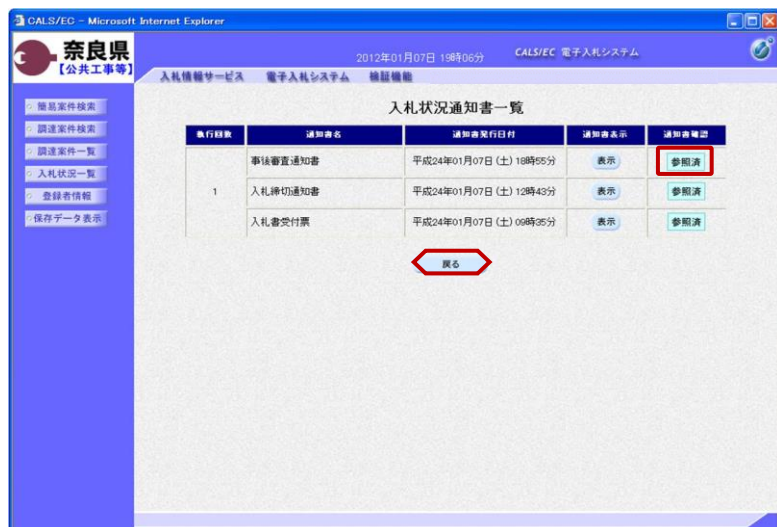 CALS/EC - Microsoft Internet Explorer
奈良県
【公共工事等】
2012年01月07日 19時06分
CALS/EC 電子入札システム
入札情報サービス 電子入札システム 検証機能
簡易案件検索
調達案件検索
調達案件一覧
入札状況一覧
登録者情報
保存データ表示
入札状況通知書一覧
執行回数 通知書名 通知書発行日付 通知書表示 通知書確認
事後審査通知書 平成24年01月07日 (土) 18時55分 表示 参照済
1 入札締切通知書 平成24年01月07日 (土) 12時43分 表示 参照済
入札書受付票 平成24年01月07日 (土) 09時35分 表示 参照済
戻る